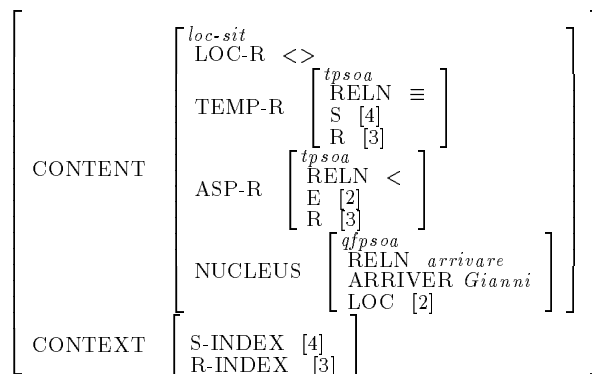 loc-sit
LOC-R <>
tpsoa
TEMP-R RELN ≡
S [4]
R [3]
tpsoa
ASP-R RELN <
E [2]
R [3]
CONTENT
qfpsoa
NUCLEUS RELN arrivare
ARRIVER Gianni
LOC [2]
CONTEXT S-INDEX [4]
R-INDEX [3]